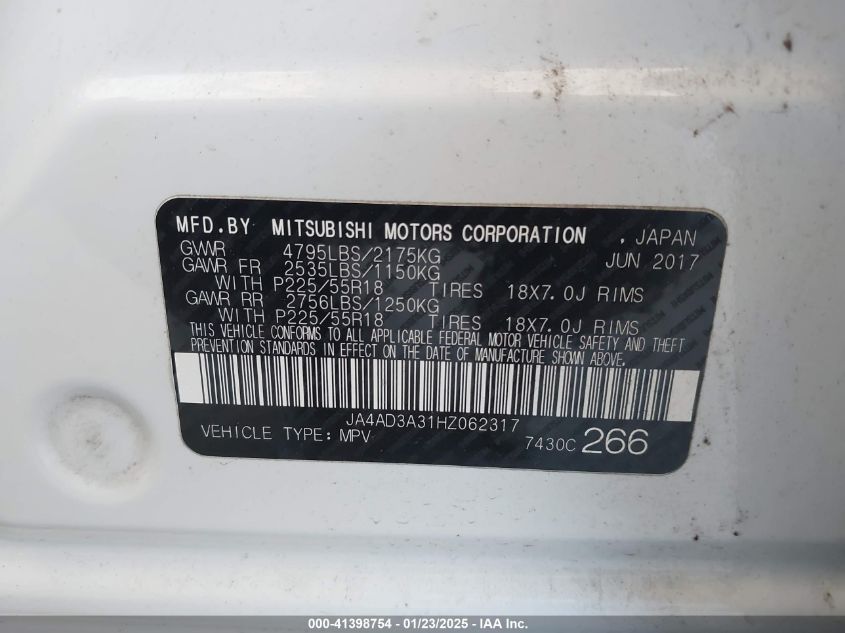 MFD.BY MITSUBISHI MOTORS CORPORATION , JAPAN
GVWR 4795LBS/2175KG JUN 2017
GAWR FR 2535LBS/1150KG
WITH P225/55R18 TIRES 18X7.0J RIMS
GAWR RR 2756LBS/1250KG
WITH P225/55R18 TIRES 18X7.0J RIMS
THIS VEHICLE CONFORMS TO ALL APPLICABLE FEDERAL MOTOR VEHICLE SAFETY AND THEFT
PREVENTION STANDARDS IN EFFECT ON THE DATE OF MANUFACTURE SHOWN ABOVE.
JA4AD3A31HZ062317
VEHICLE TYPE: MPV 7430C 266
000-41398754 - 01/23/2025 - IAA Inc.